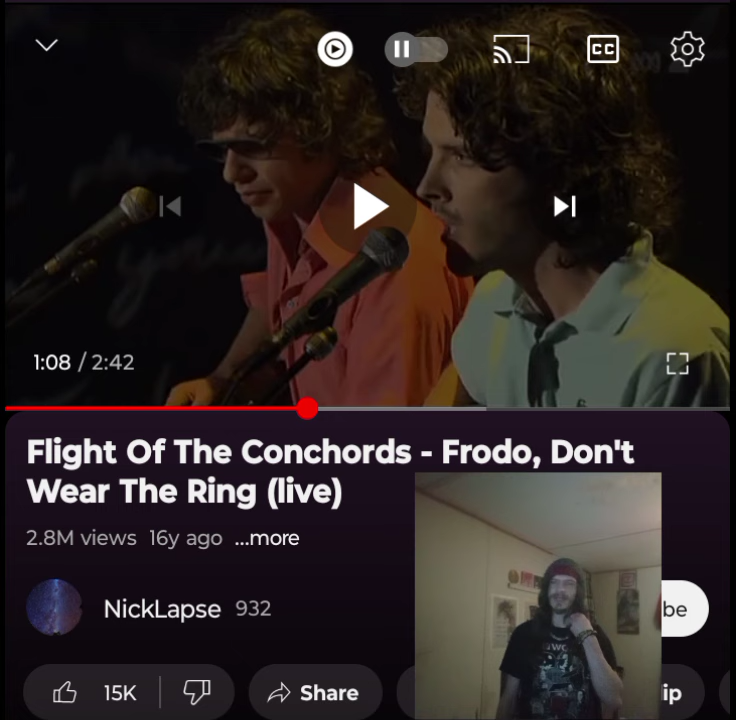 CC
1:08 / 2:42
Flight Of The Conchords - Frodo, Don't
Wear The Ring (live)
2.8M views 16y ago ...more
NickLapse 932
be
15K
Share
ip